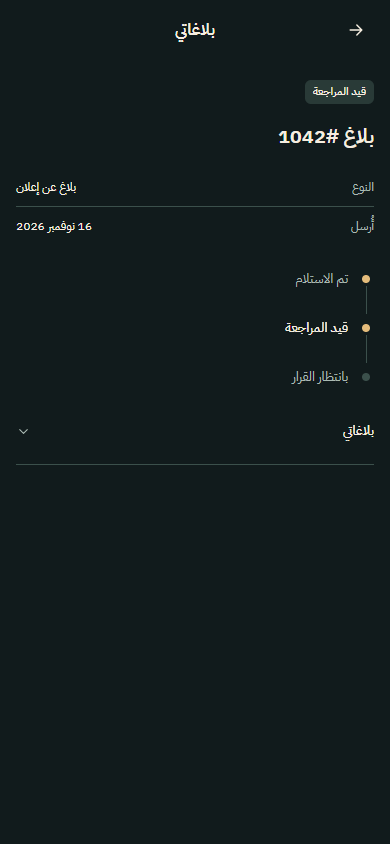 بلاغاتي
قيد المراجعة
بلاغ #1042
النوع بلاغ عن إعلان
أُرسل 16 نوفمبر 2026
تم الاستلام
قيد المراجعة
بانتظار القرار
بلاغاتي